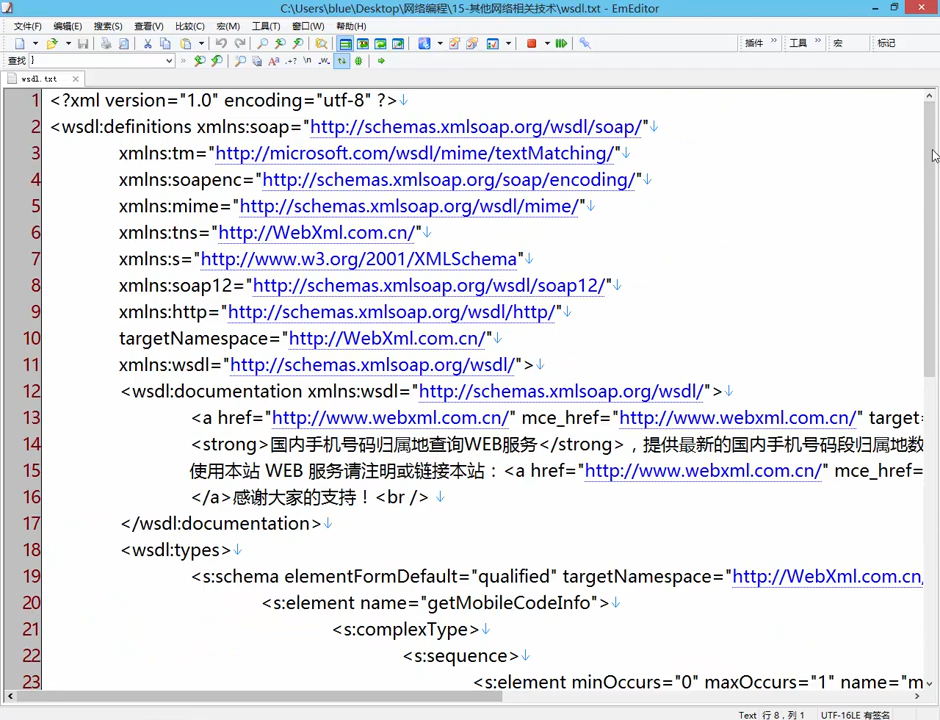 C:\Users\blue\Desktop\网络编程\15-其他网络相关技术\wsdl.txt - EmEditor
文件(F) 编辑(E) 搜索(S) 查看(V) 比较(C) 宏(M) 工具(T) 窗口(W) 帮助(H)
插件 » 工具 » 宏 标记
查找 ]
wsdl.txt ×
1 <?xml version="1.0" encoding="utf-8" ?>↓
2 <wsdl:definitions xmlns:soap="http://schemas.xmlsoap.org/wsdl/soap/"↓
3 xmlns:tm="http://microsoft.com/wsdl/mime/textMatching/"↓
4 xmlns:soapenc="http://schemas.xmlsoap.org/soap/encoding/"↓
5 xmlns:mime="http://schemas.xmlsoap.org/wsdl/mime/"↓
6 xmlns:tns="http://WebXml.com.cn/"↓
7 xmlns:s="http://www.w3.org/2001/XMLSchema"↓
8 xmlns:soap12="http://schemas.xmlsoap.org/wsdl/soap12/"↓
9 xmlns:http="http://schemas.xmlsoap.org/wsdl/http/"↓
10 targetNamespace="http://WebXml.com.cn/"↓
11 xmlns:wsdl="http://schemas.xmlsoap.org/wsdl/">↓
12 <wsdl:documentation xmlns:wsdl="http://schemas.xmlsoap.org/wsdl/">↓
13 <a href="http://www.webxml.com.cn/" mce_href="http://www.webxml.com.cn/" target=
14 <strong>国内手机号码归属地查询WEB服务</strong>，提供最新的国内手机号码段归属地数
15 使用本站 WEB 服务请注明或链接本站：<a href="http://www.webxml.com.cn/" mce_href=
16 </a>感谢大家的支持！<br /> ↓
17 </wsdl:documentation>↓
18 <wsdl:types>↓
19 <s:schema elementFormDefault="qualified" targetNamespace="http://WebXml.com.cn/
20 <s:element name="getMobileCodeInfo">↓
21 <s:complexType>↓
22 <s:sequence>↓
23 <s:element minOccurs="0" maxOccurs="1" name="m
Text 行 8，列 1 UTF-16LE 有签名